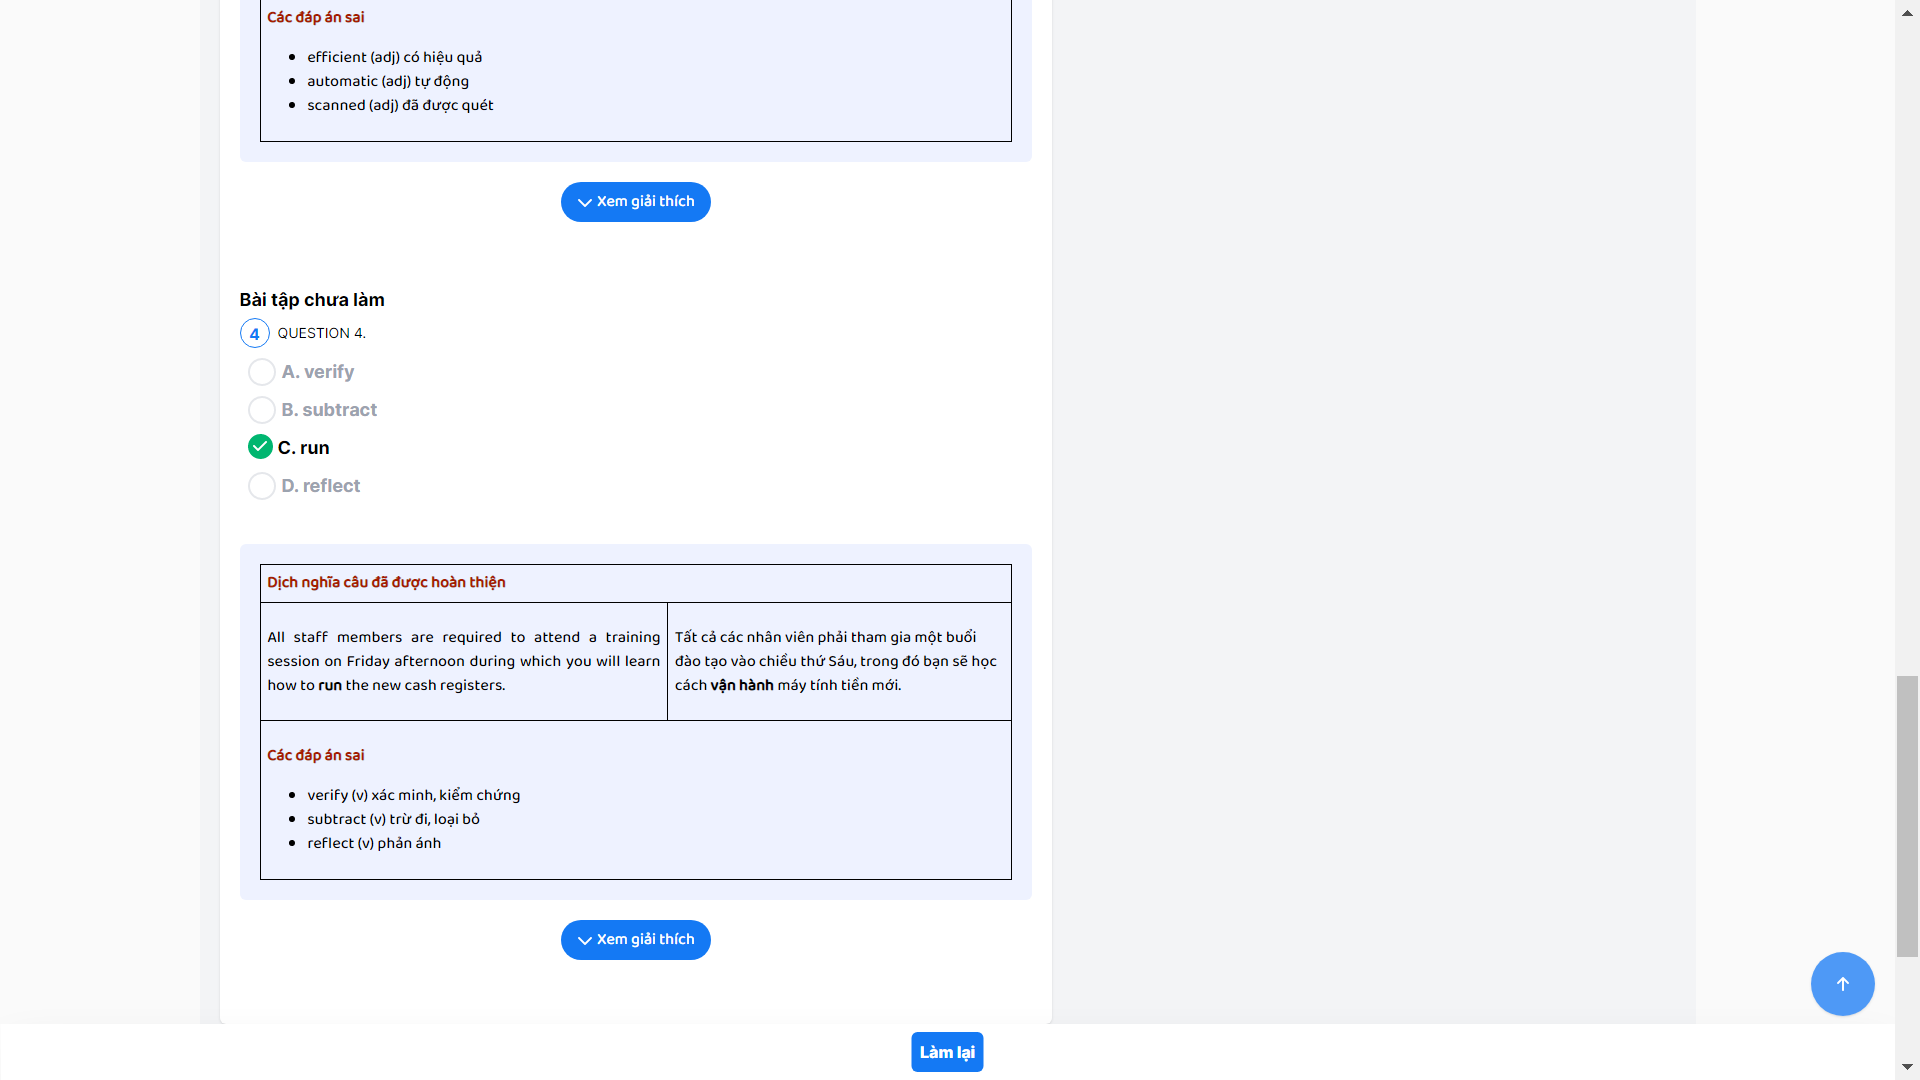 Các đáp án sai
efficient (adj) có hiệu quả
automatic (adj) tự động
scanned (adj) đã được quét
Xem giải thích
Bài tập chưa làm
4 QUESTION 4.
A. verify
B. subtract
C. run
D. reflect
Dịch nghĩa câu đã được hoàn thiện
All staff members are required to attend a training
session on Friday afternoon during which you will learn
how to run the new cash registers.
Tất cả các nhân viên phải tham gia một buổi
đào tạo vào chiều thứ Sáu, trong đó bạn sẽ học
cách vận hành máy tính tiền mới.
Các đáp án sai
verify (v) xác minh, kiểm chứng
subtract (v) trừ đi, loại bỏ
reflect (v) phản ánh
Xem giải thích
Làm lại